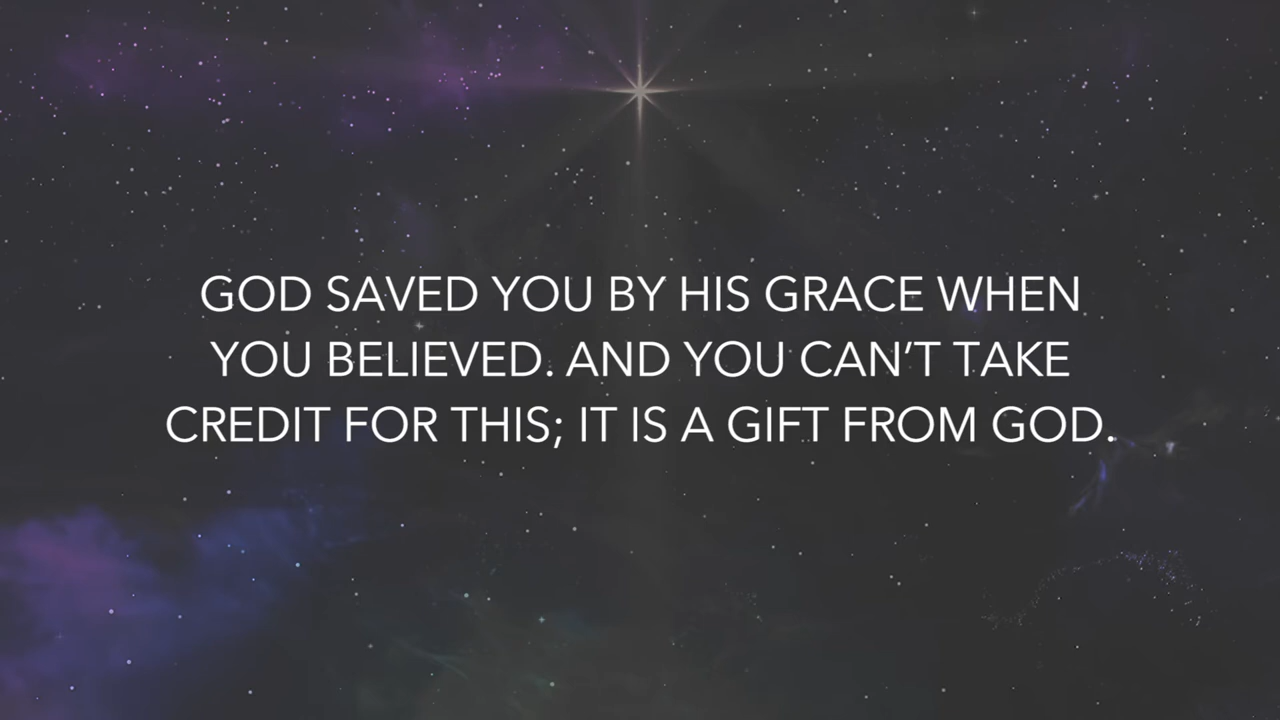 GOD SAVED YOU BY HIS GRACE WHEN
YOU BELIEVED. AND YOU CAN’T TAKE
CREDIT FOR THIS; IT IS A GIFT FROM GOD.